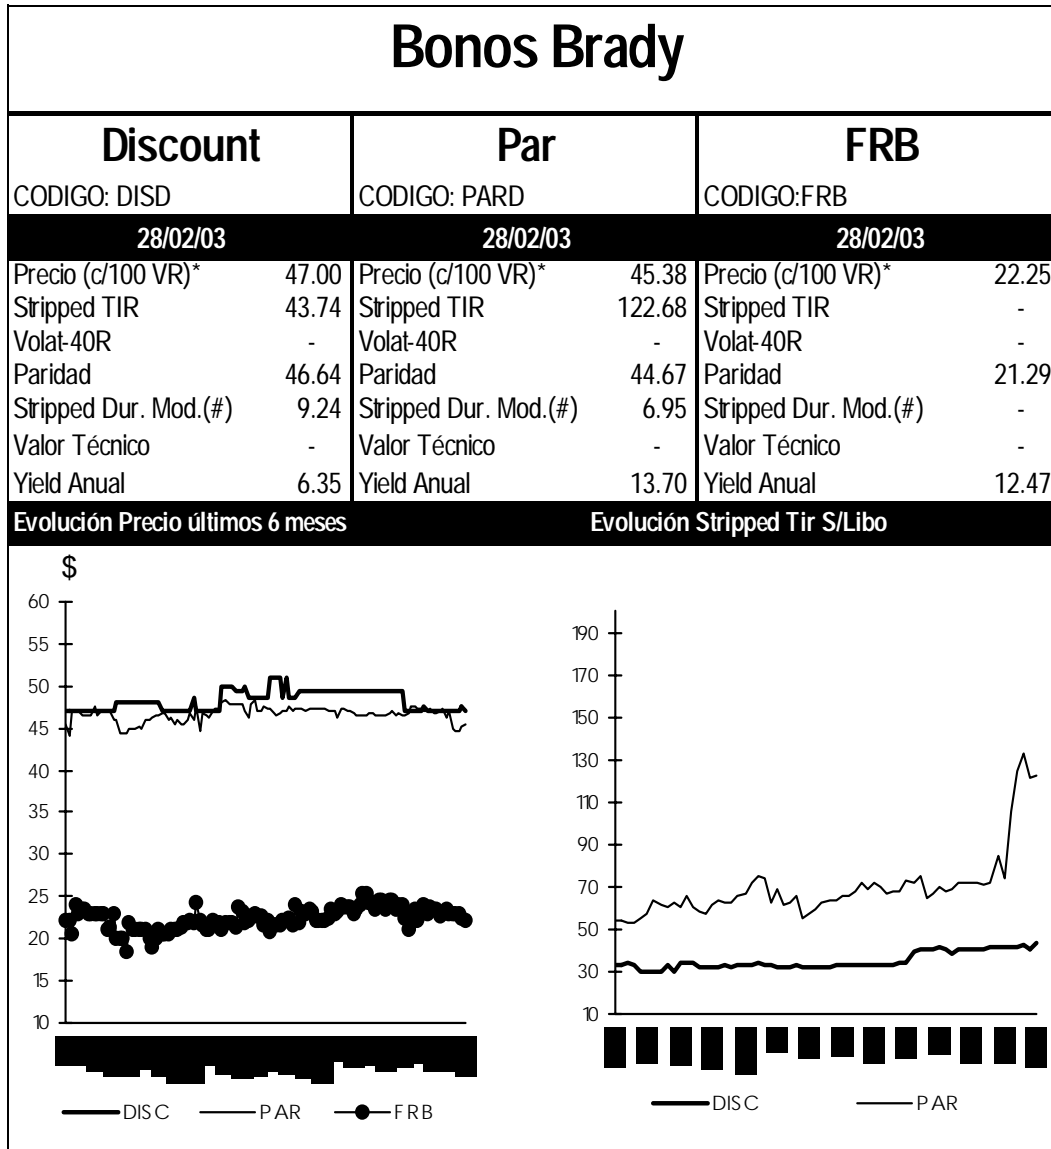 Bonos Brady
Discount Par FRB
CODIGO: DISD CODIGO: PARD CODIGO:FRB
28/02/03 28/02/03 28/02/03
Precio (c/100 VR)* 47.00 Precio (c/100 VR)* 45.38 Precio (c/100 VR)* 22.25
Stripped TIR 43.74 Stripped TIR 122.68 Stripped TIR -
Volat-40R - Volat-40R - Volat-40R -
Paridad 46.64 Paridad 44.67 Paridad 21.29
Stripped Dur. Mod.(#) 9.24 Stripped Dur. Mod.(#) 6.95 Stripped Dur. Mod.(#) -
Valor Técnico - Valor Técnico - Valor Técnico -
Yield Anual 6.35 Yield Anual 13.70 Yield Anual 12.47
Evolución Precio últimos 6 meses Evolución Stripped Tir S/Libo
$
60
55
50
45
40
35
30
25
20
15
10
DISC PAR FRB
190
170
150
130
110
90
70
50
30
10
DISC PAR